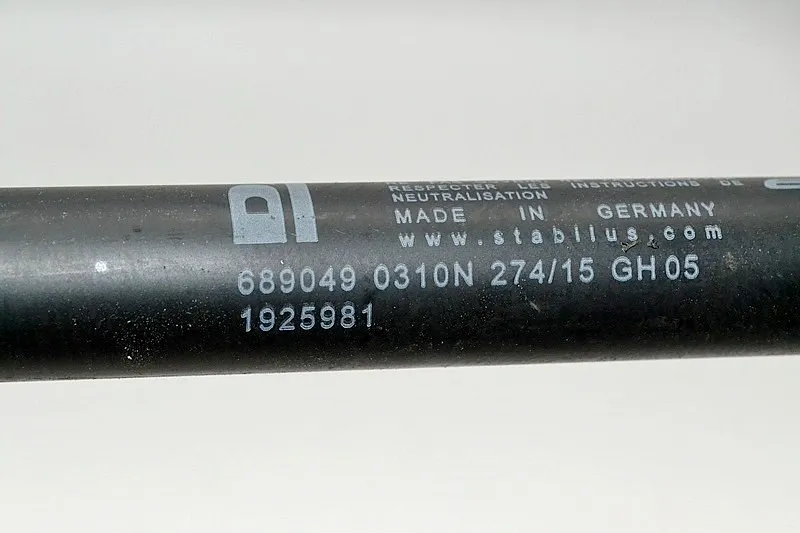 RESPECTER LES INSTRUCTIONS DE
NEUTRALISATION
MADE IN GERMANY
www.stabilus.com
689049 0310N 274/15 GH05
1925981